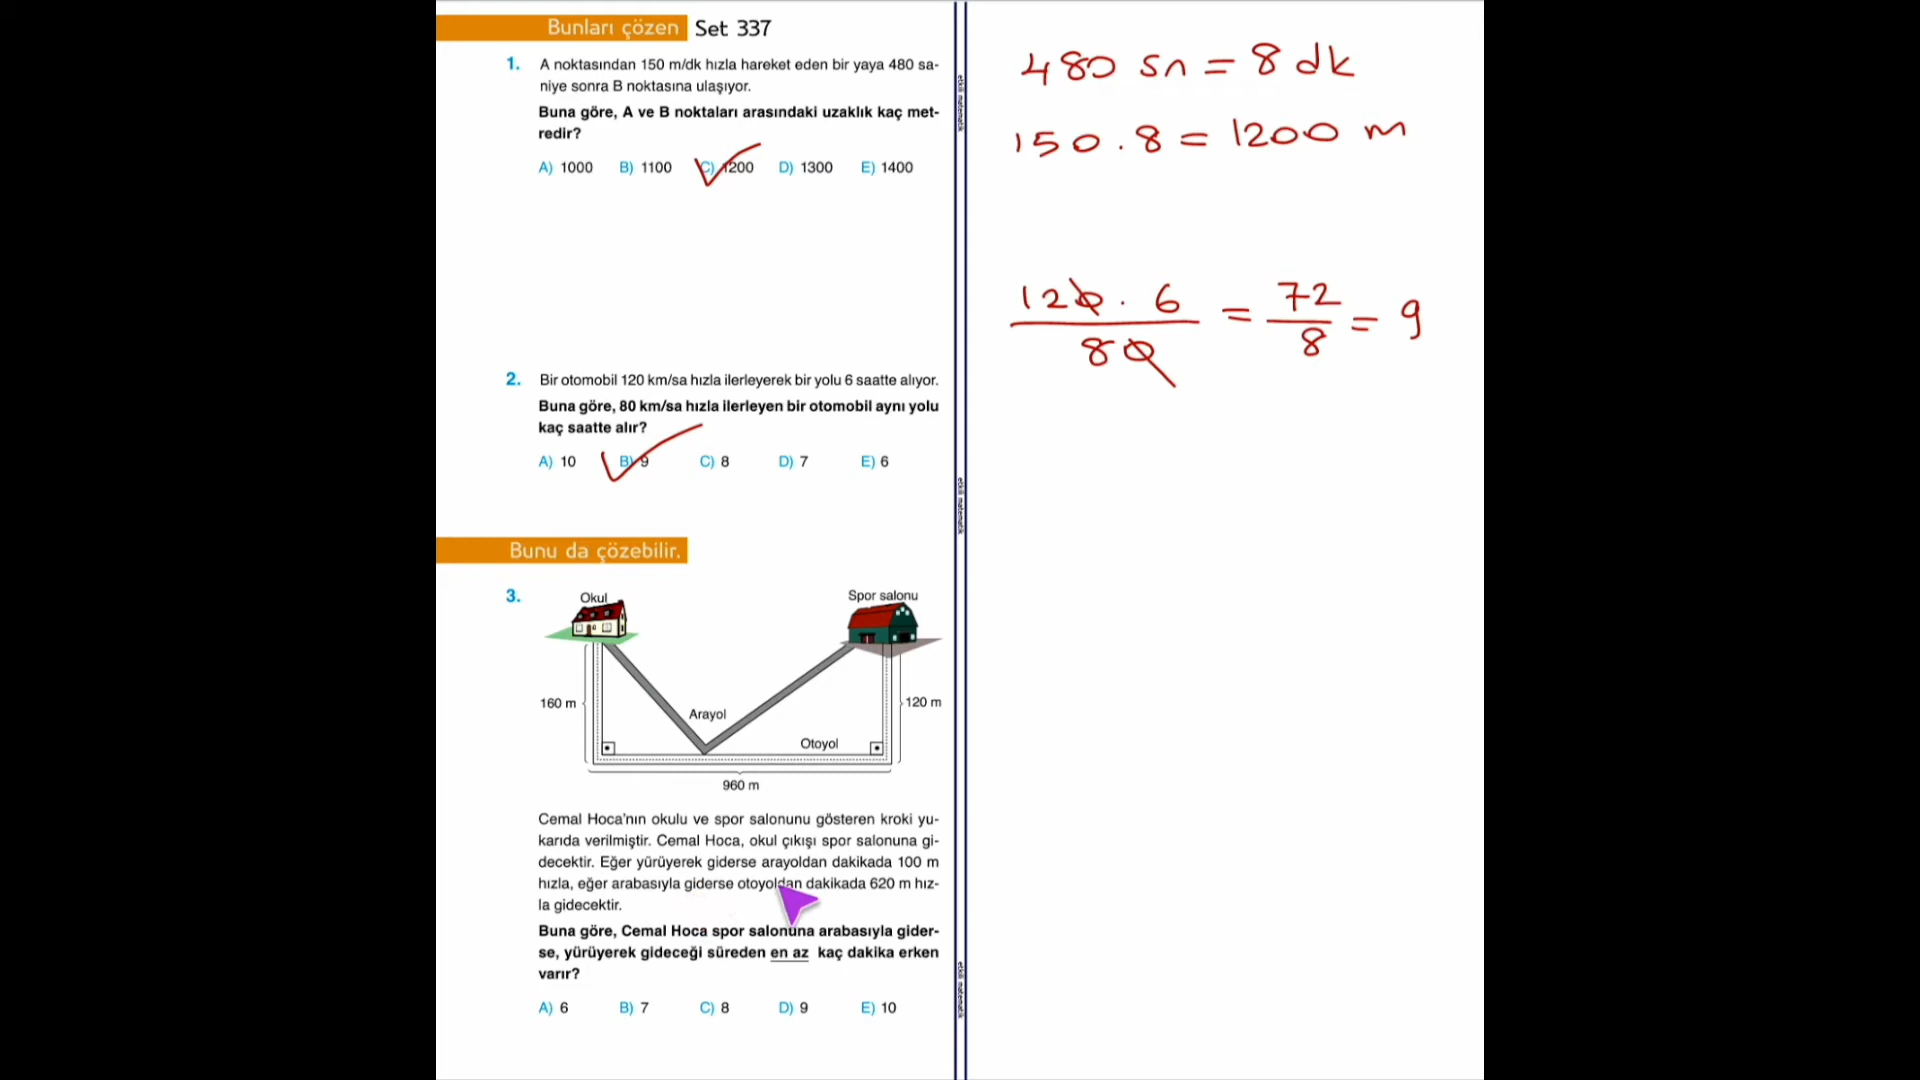 Bunları çözen Set 337
1. A noktasından 150 m/dk hızla hareket eden bir yaya 480 sa-
niye sonra B noktasına ulaşıyor.
Buna göre, A ve B noktaları arasındaki uzaklık kaç met-
redir?
A) 1000 B) 1100 C) 1200 D) 1300 E) 1400
2. Bir otomobil 120 km/sa hızla ilerleyerek bir yolu 6 saatte alıyor.
Buna göre, 80 km/sa hızla ilerleyen bir otomobil aynı yolu
kaç saatte alır?
A) 10 B) 9 C) 8 D) 7 E) 6
Bunu da çözebilir.
3.
Okul
Spor salonu
160 m
120 m
Arayol
Otoyol
960 m
Cemal Hoca'nın okulu ve spor salonunu gösteren kroki yu-
karıda verilmiştir. Cemal Hoca, okul çıkışı spor salonuna gi-
decektir. Eğer yürüyerek giderse arayoldan dakikada 100 m
hızla, eğer arabasıyla giderse otoyoldan dakikada 620 m hız-
la gidecektir.
Buna göre, Cemal Hoca spor salonuna arabasıyla gider-
se, yürüyerek gideceği süreden en az kaç dakika erken
varır?
A) 6 B) 7 C) 8 D) 9 E) 10
etkili matematik
etkili matematik
etkili matematik
480 sn = 8 dk
150 . 8 = 1200 m
120 . 6
80
= 72
8
= 9